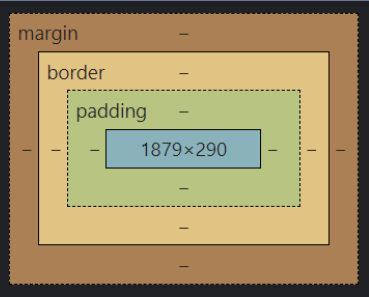 margin –
border –
padding –
– – – 1879×290 – – –
–
–
–